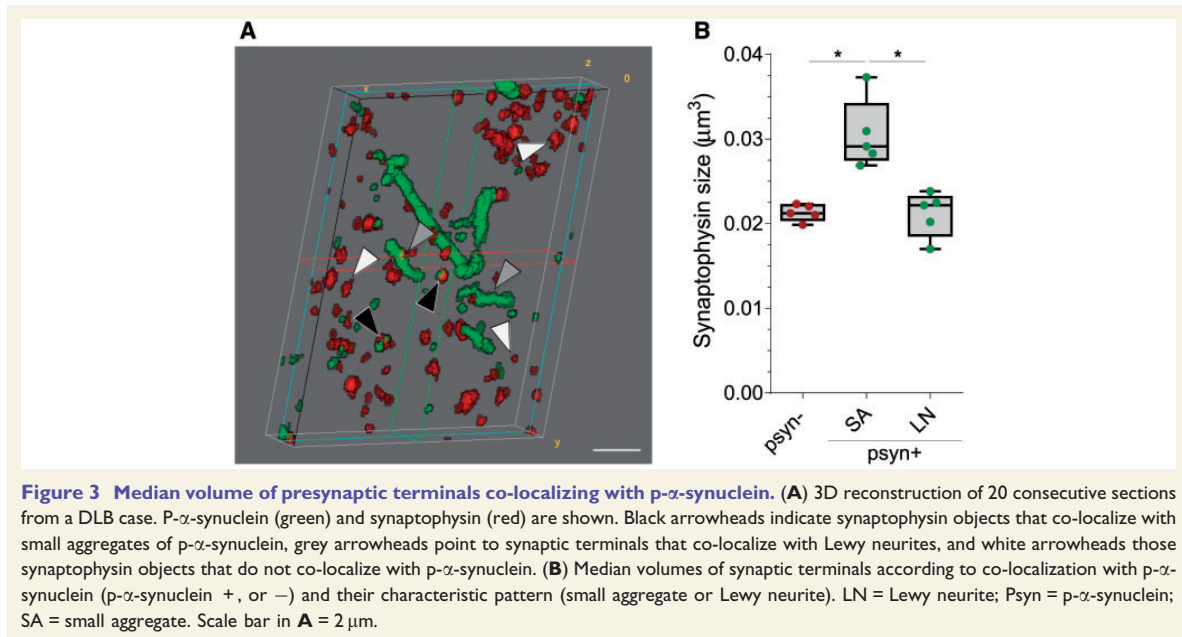 A
z
0
x
y
B
Synaptophysin size (μm³)
0.04
0.03
0.02
0.01
0.00
*
*
psyn-
SA
LN
psyn+
Figure 3 Median volume of presynaptic terminals co-localizing with p-α-synuclein. (A) 3D reconstruction of 20 consecutive sections
from a DLB case. P-α-synuclein (green) and synaptophysin (red) are shown. Black arrowheads indicate synaptophysin objects that co-localize with
small aggregates of p-α-synuclein, grey arrowheads point to synaptic terminals that co-localize with Lewy neurites, and white arrowheads those
synaptophysin objects that do not co-localize with p-α-synuclein. (B) Median volumes of synaptic terminals according to co-localization with p-α-
synuclein (p-α-synuclein +, or −) and their characteristic pattern (small aggregate or Lewy neurite). LN = Lewy neurite; Psyn = p-α-synuclein;
SA = small aggregate. Scale bar in A = 2 μm.